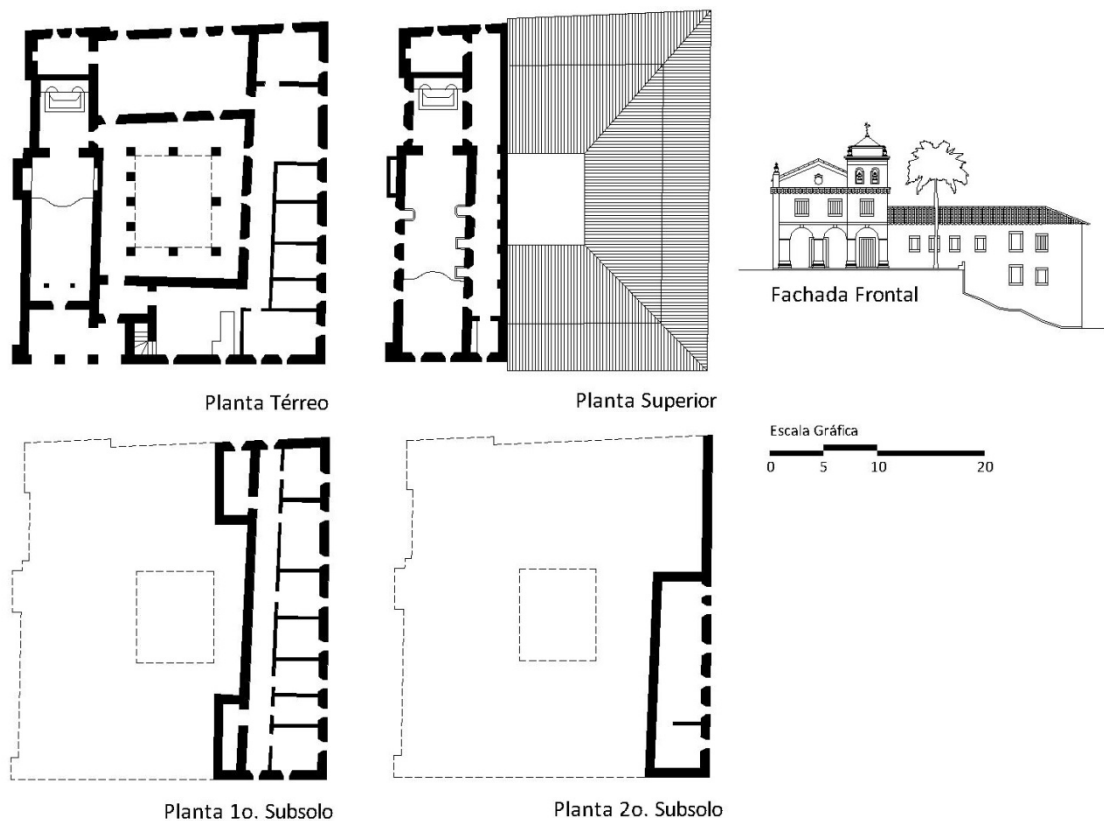 Planta Térreo
Planta Superior
Fachada Frontal
Escala Gráfica
0 5 10 20
Planta 1o. Subsolo
Planta 2o. Subsolo